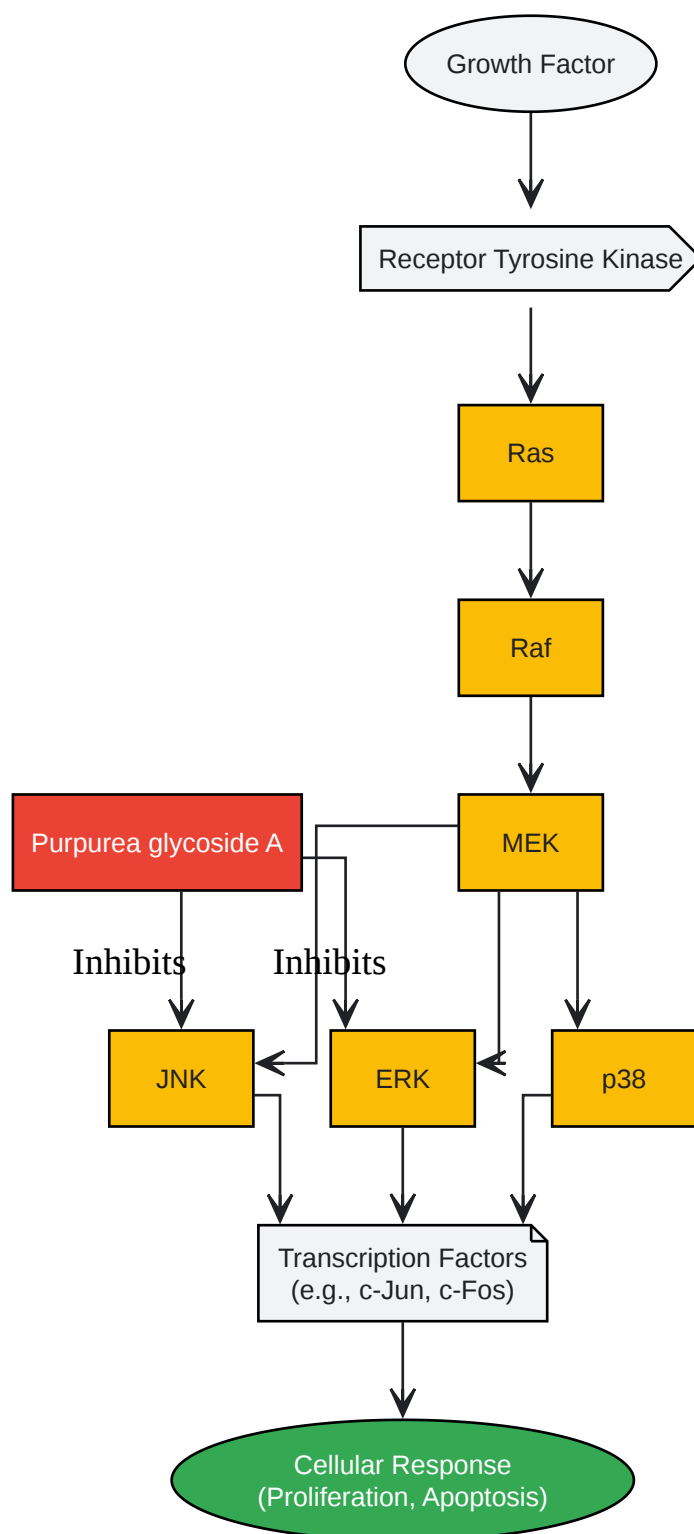 Growth Factor
Receptor Tyrosine Kinase
Ras
Raf
Purpurea glycoside A
MEK
Inhibits
Inhibits
JNK
ERK
p38
Transcription Factors
(e.g., c-Jun, c-Fos)
Cellular Response
(Proliferation, Apoptosis)